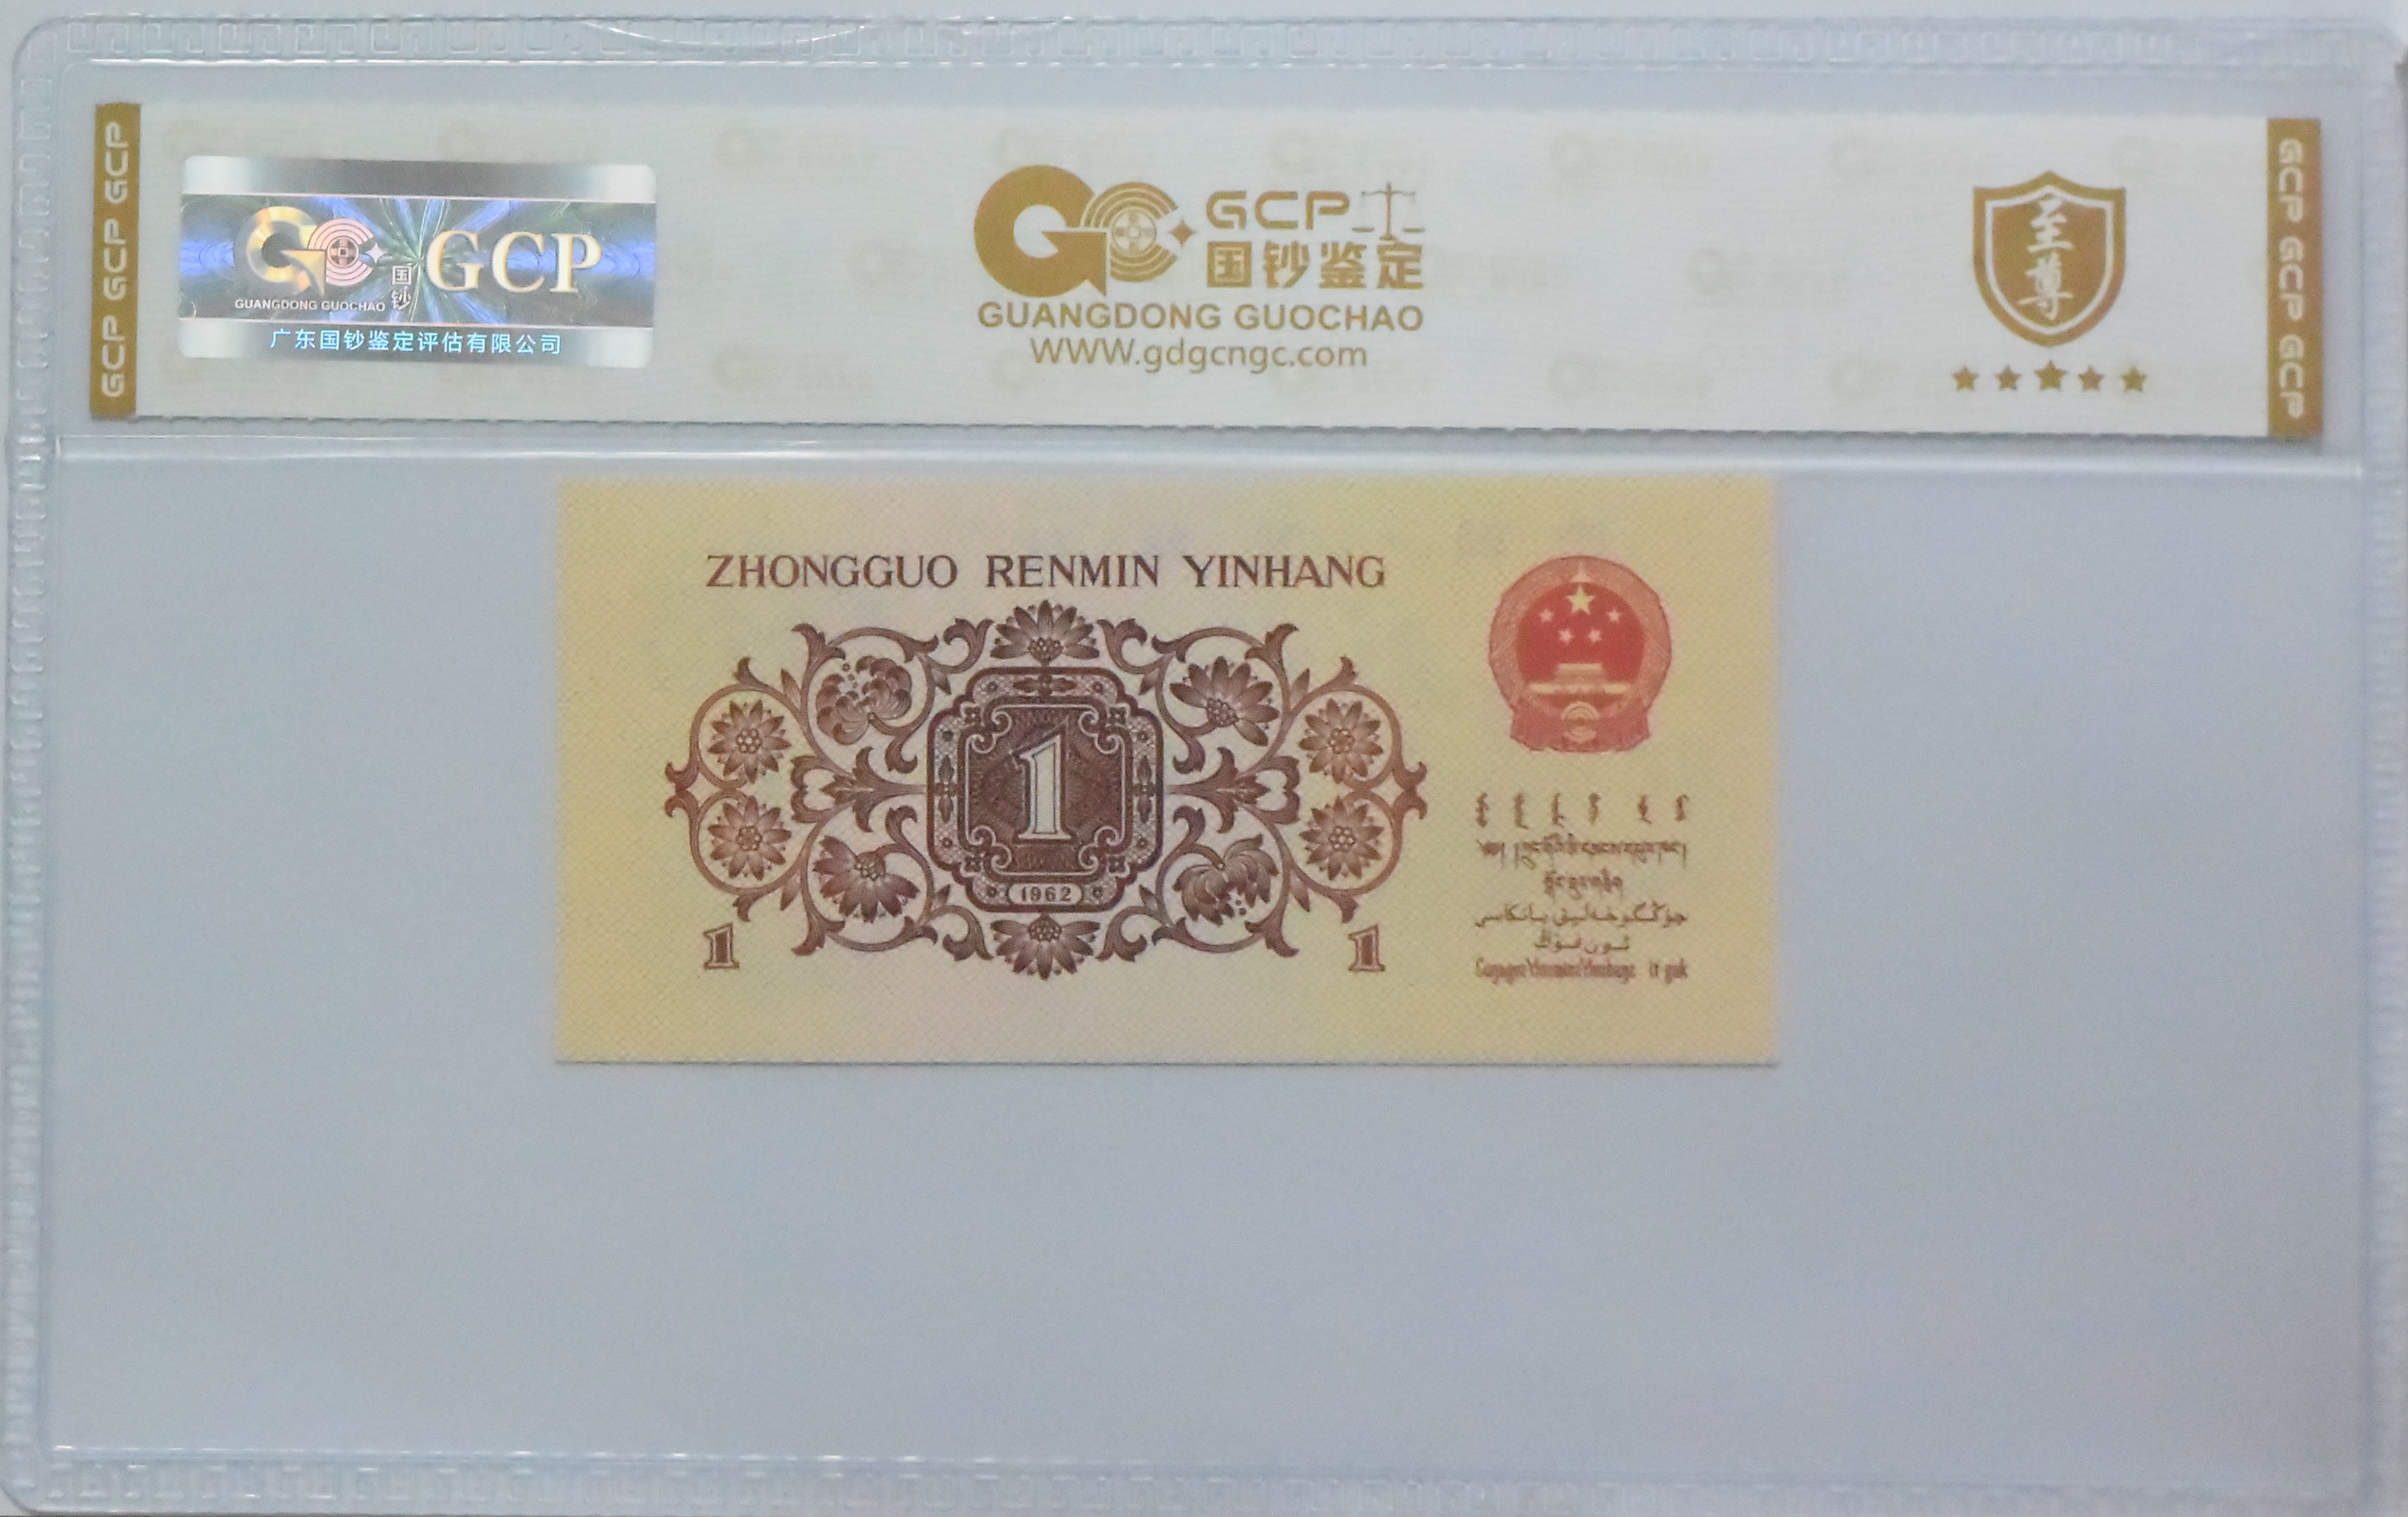 GCP GCP GCP
国钞
GCP
GUANGDONG GUOCHAO
广东国钞鉴定评估有限公司
GCP
国钞鉴定
GUANGDONG GUOCHAO
WWW.gdgcngc.com
至尊
GCP GCP GCP
ZHONGGUO RENMIN YINHANG
1
1962
1
1
جۇڭگوخەلىق بانكاسى